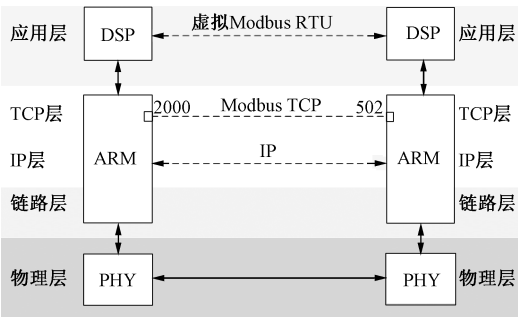 应用层 DSP 虚拟Modbus RTU DSP 应用层
TCP层 2000 Modbus TCP 502 TCP层
IP层 ARM IP ARM IP层
链路层 链路层
物理层 PHY PHY 物理层